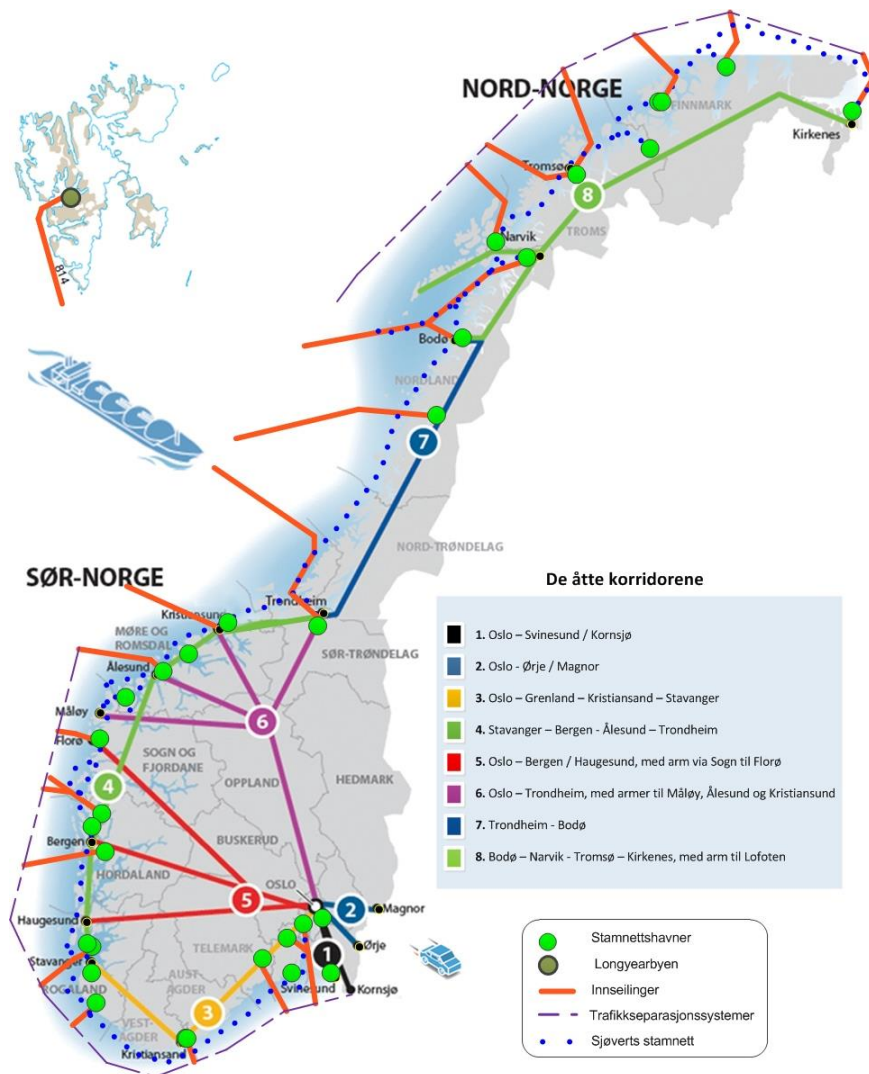 NORD-NORGE
FINNMARK
Kirkenes
Tromsø
8
TROMS
Narvik
814
Bodø
NORDLAND
7
NORD-TRØNDELAG
SØR-NORGE
Trondheim
Kristiansund
MØRE OG
ROMSDAL
SØR-TRØNDELAG
Ålesund
Måløy
6
Florø
SOGN OG
FJORDANE
OPPLAND
HEDMARK
4
BUSKERUD
Bergen
HORDALAND
OSLO
5
2
Magnor
Haugesund
TELEMARK
1
Ørje
Stavanger
ROGALAND
AUST-
AGDER
Svinesund
Kornsjø
3
VEST-
AGDER
Kristiansand
De åtte korridorene
1. Oslo – Svinesund / Kornsjø
2. Oslo - Ørje / Magnor
3. Oslo – Grenland – Kristiansand – Stavanger
4. Stavanger – Bergen - Ålesund – Trondheim
5. Oslo – Bergen / Haugesund, med arm via Sogn til Florø
6. Oslo – Trondheim, med armer til Måløy, Ålesund og Kristiansund
7. Trondheim - Bodø
8. Bodø – Narvik - Tromsø – Kirkenes, med arm til Lofoten
Stamnettshavner
Longyearbyen
Innseilinger
Trafikkseparasjonssystemer
Sjøverts stamnett